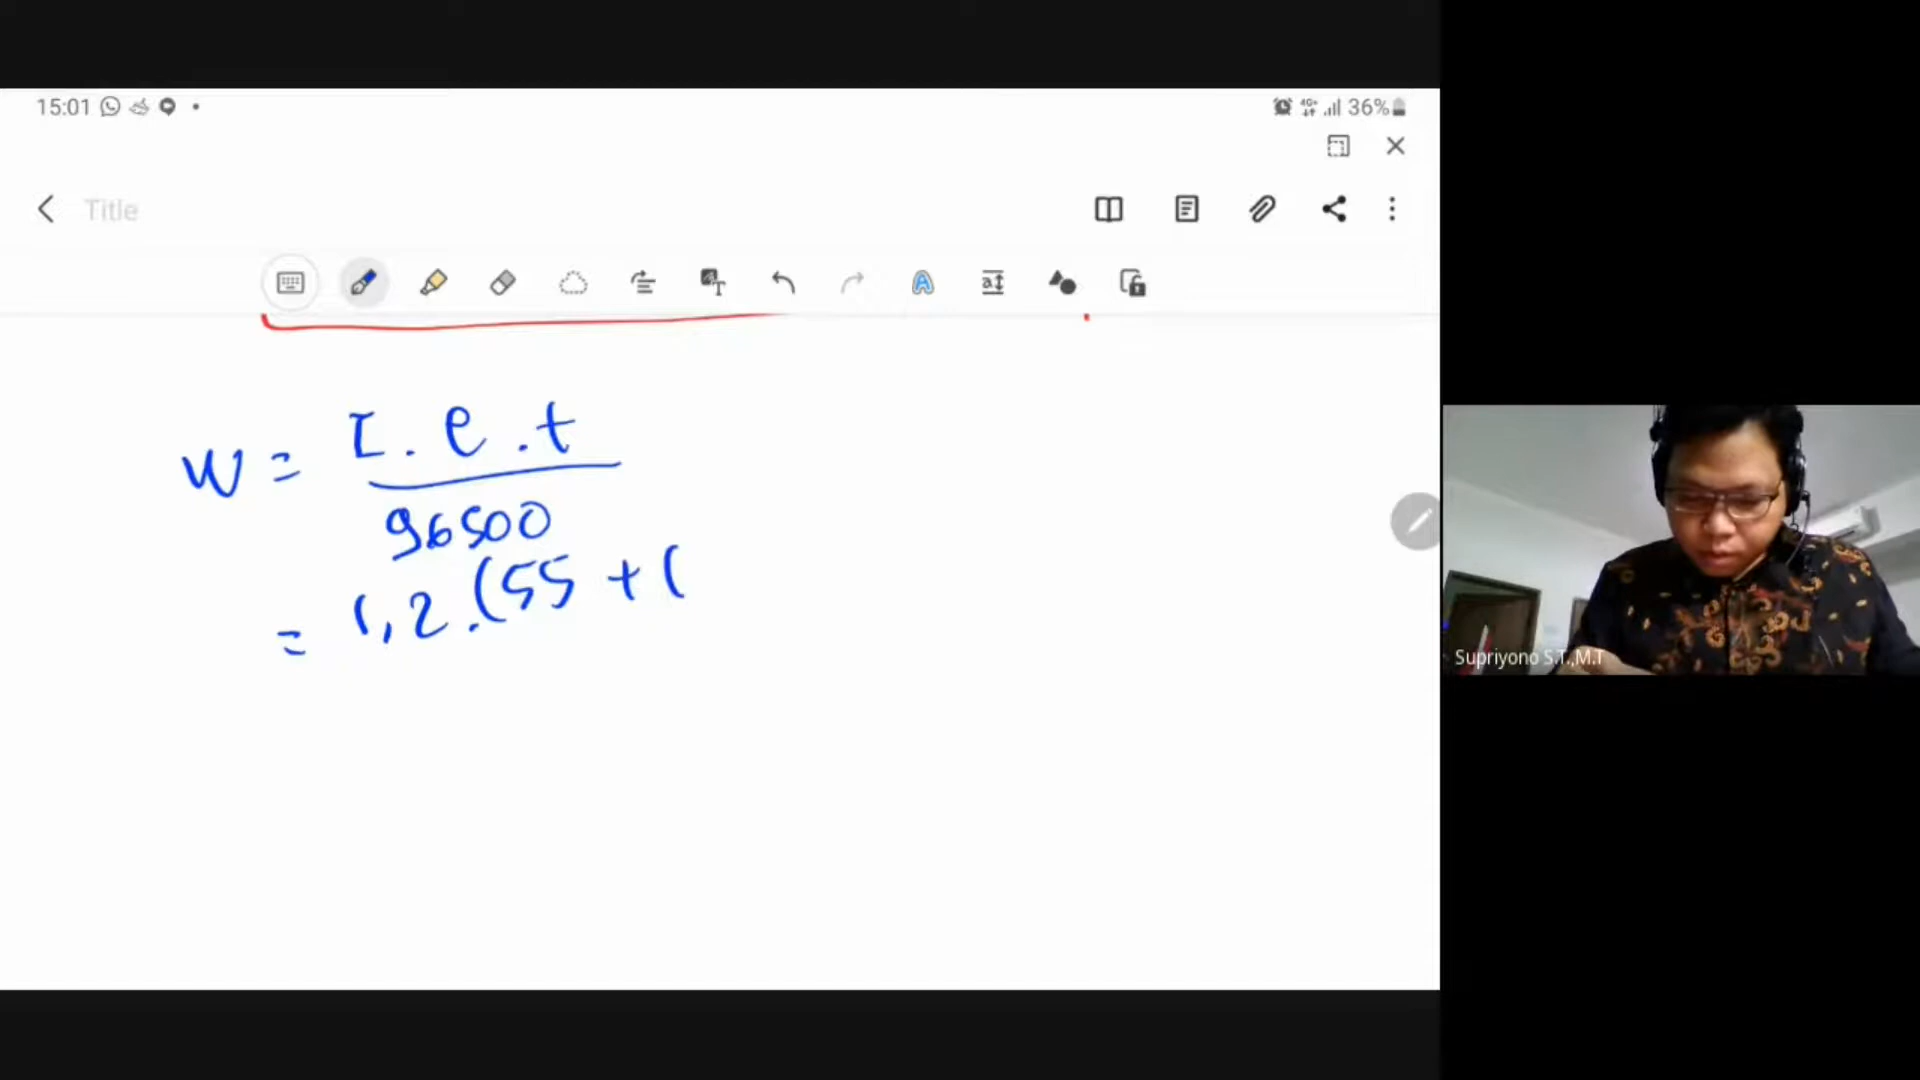 15:01
36%
Title
W = I . e . t
96500
= 1,2 . (55 + (
Supriyono S.T.,M.T